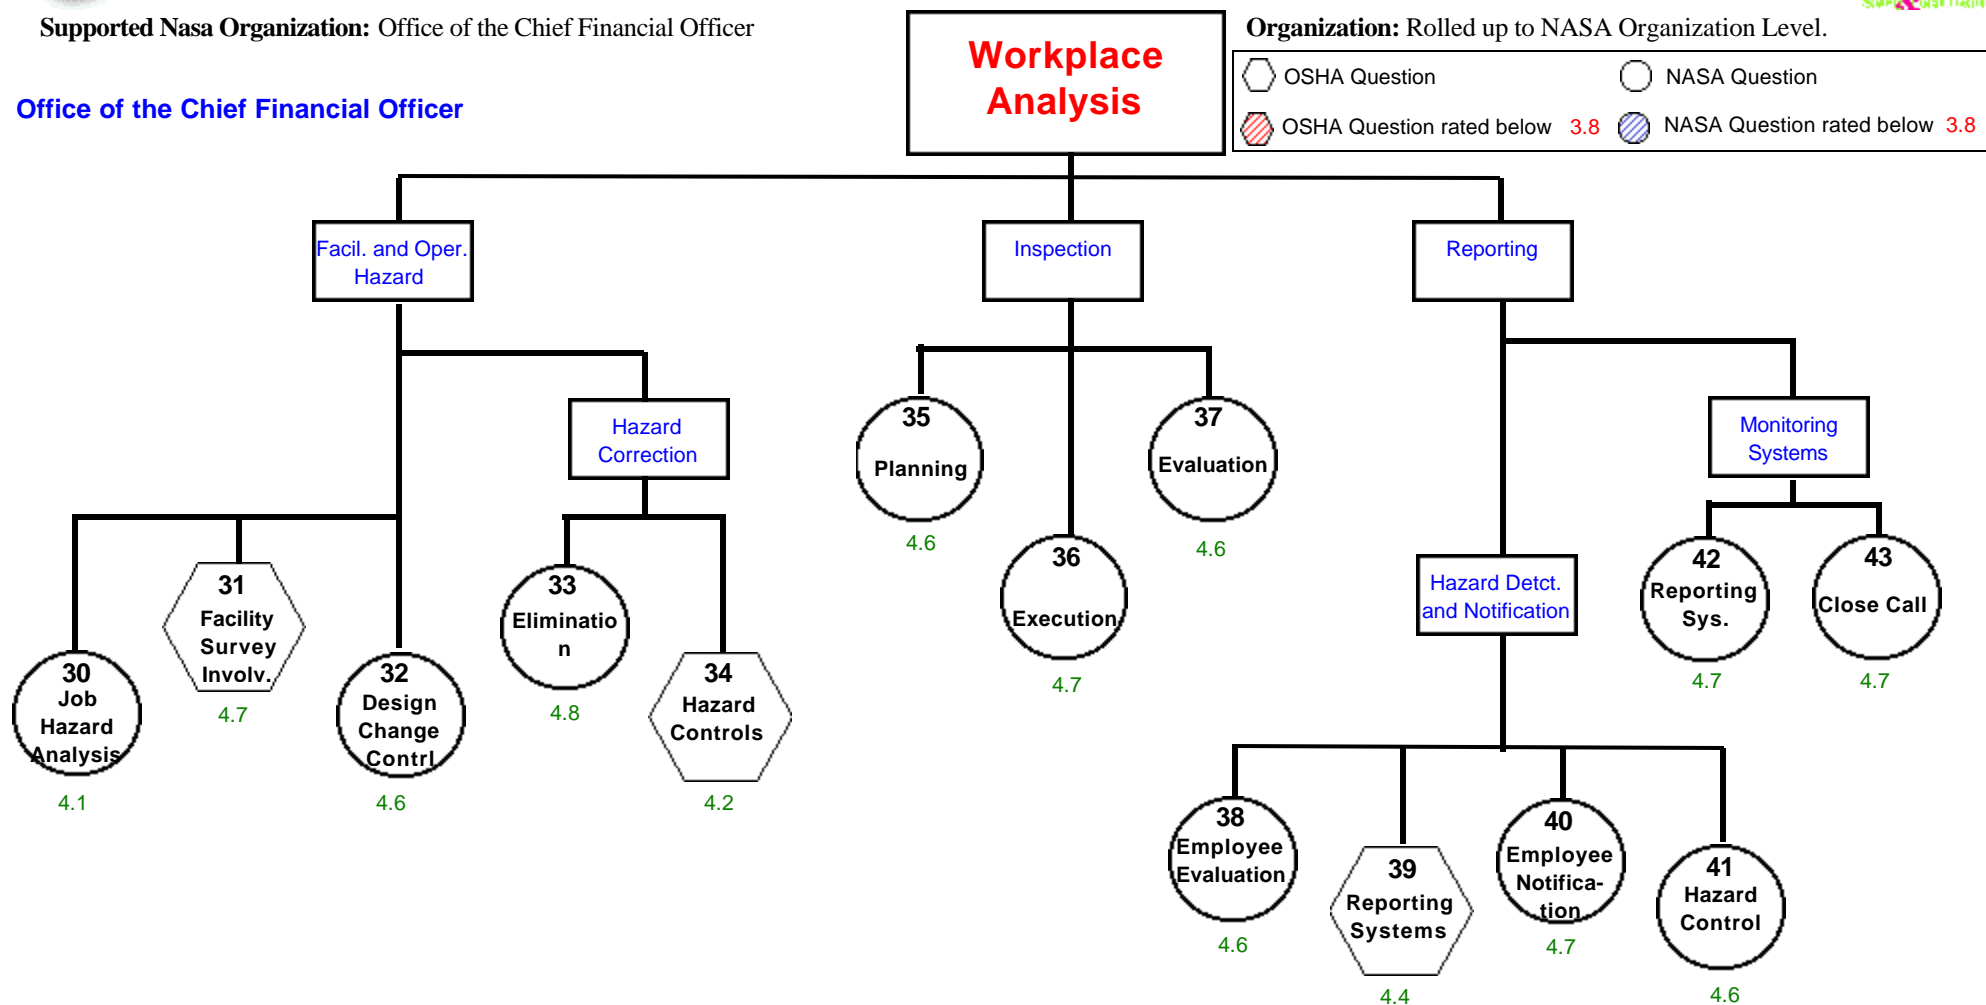 Supported Nasa Organization: Office of the Chief Financial Officer
Organization: Rolled up to NASA Organization Level.
Office of the Chief Financial Officer
Workplace
Analysis
OSHA Question
NASA Question
OSHA Question rated below 3.8
NASA Question rated below 3.8
Facil. and Oper.
Hazard
Inspection
Reporting
Hazard
Correction
Monitoring
Systems
Hazard Detct.
and Notification
30
Job
Hazard
Analysis
4.1
31
Facility
Survey
Involv.
4.7
32
Design
Change
Contrl
4.6
33
Eliminatio
n
4.8
34
Hazard
Controls
4.2
35
Planning
4.6
36
Execution
4.7
37
Evaluation
4.6
38
Employee
Evaluation
4.6
39
Reporting
Systems
4.4
40
Employee
Notifica-
tion
4.7
41
Hazard
Control
4.6
42
Reporting
Sys.
4.7
43
Close Call
4.7